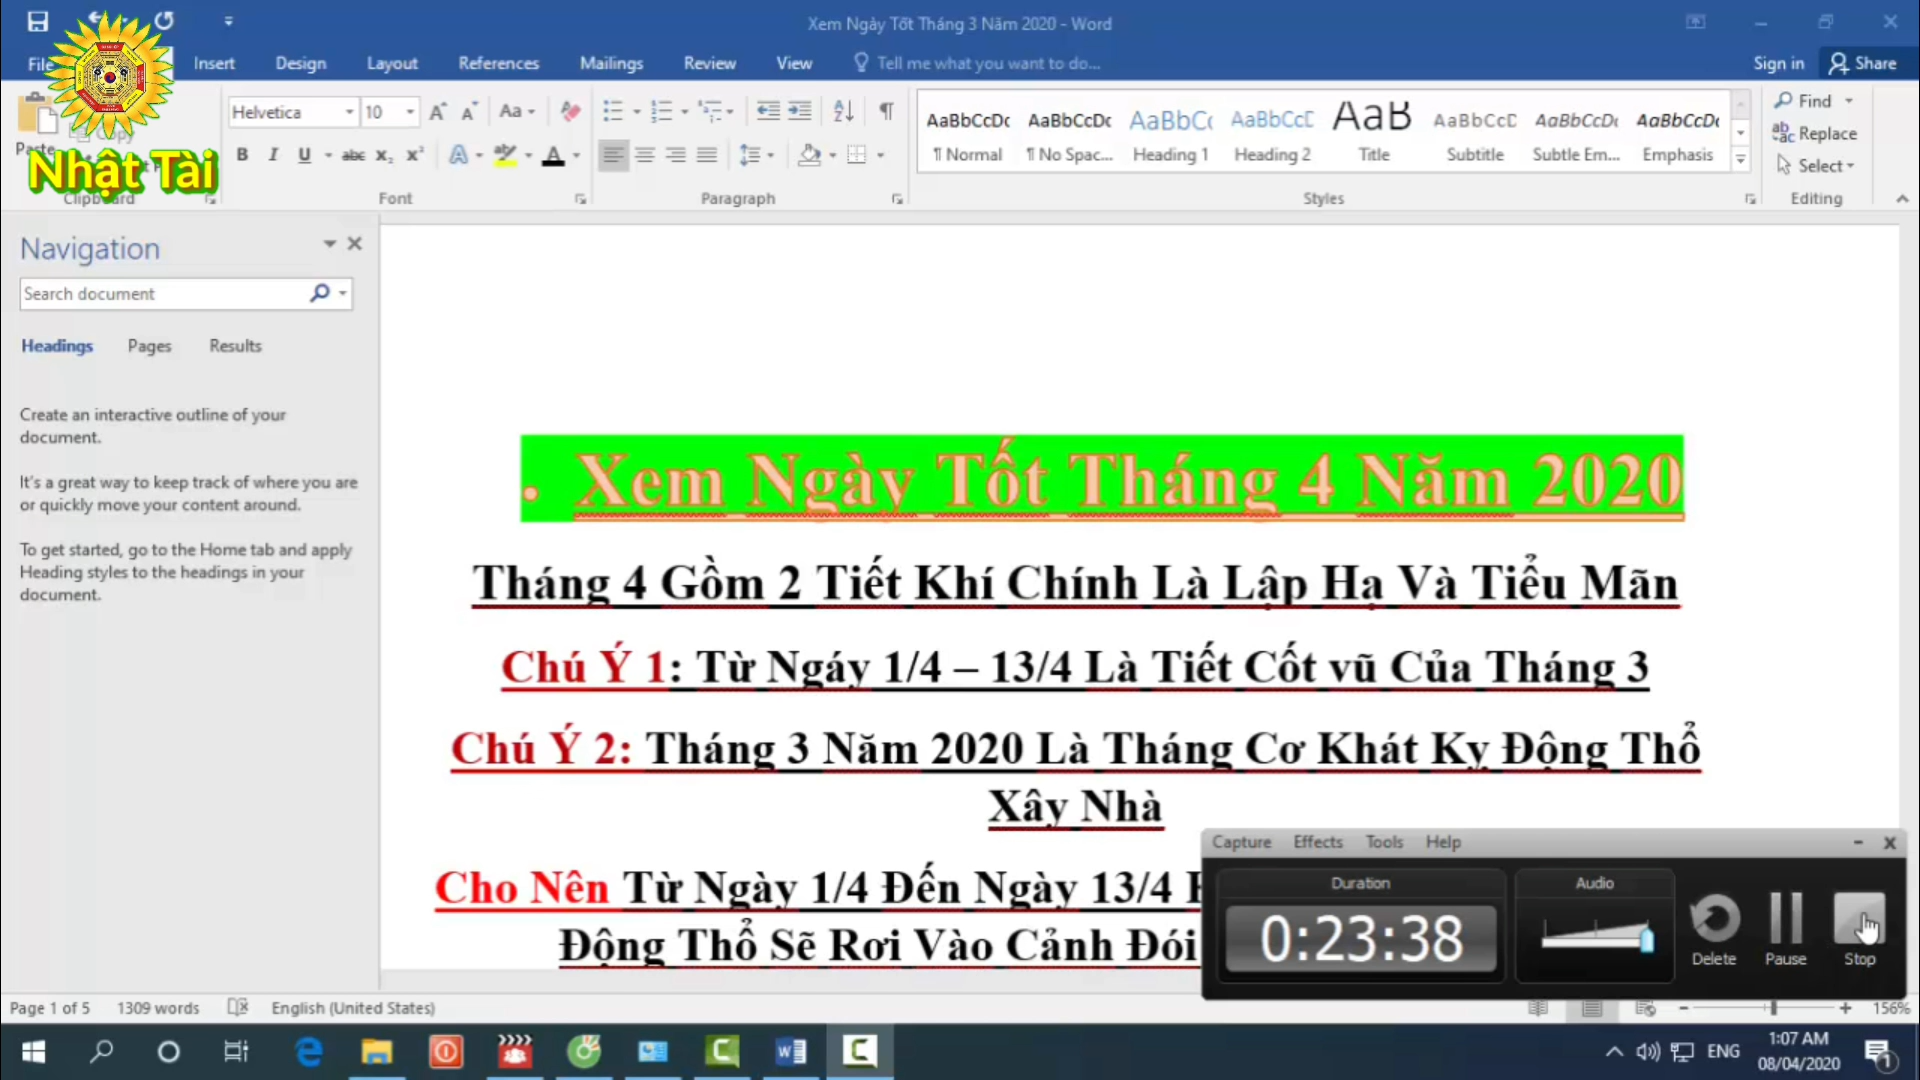 Xem Ngày Tốt Tháng 3 Năm 2020 - Word
File Insert Design Layout References Mailings Review View Tell me what you want to do... Sign in Share
Nhật Tài
Paste Copy
Clipboard
Helvetica 10
Font
Paragraph
AaBbCcDc AaBbCcDc AaBbCc AaBbCcD AaB AaBbCcD AaBbCcDc AaBbCcDc
¶ Normal ¶ No Spac... Heading 1 Heading 2 Title Subtitle Subtle Em... Emphasis
Styles
Find
Replace
Select
Editing
Navigation
Search document
Headings Pages Results
Create an interactive outline of your
document.
It's a great way to keep track of where you are
or quickly move your content around.
To get started, go to the Home tab and apply
Heading styles to the headings in your
document.
• Xem Ngày Tốt Tháng 4 Năm 2020
Tháng 4 Gồm 2 Tiết Khí Chính Là Lập Hạ Và Tiểu Mãn
Chú Ý 1: Từ Ngáy 1/4 – 13/4 Là Tiết Cốt vũ Của Tháng 3
Chú Ý 2: Tháng 3 Năm 2020 Là Tháng Cơ Khát Kỵ Động Thổ
Xây Nhà
Cho Nên Từ Ngày 1/4 Đến Ngày 13/4
Động Thổ Sẽ Rơi Vào Cảnh Đói
Capture Effects Tools Help
Duration
0:23:38
Audio
Delete Pause Stop
Page 1 of 5 1309 words English (United States) 156%
ENG
1:07 AM
08/04/2020
1